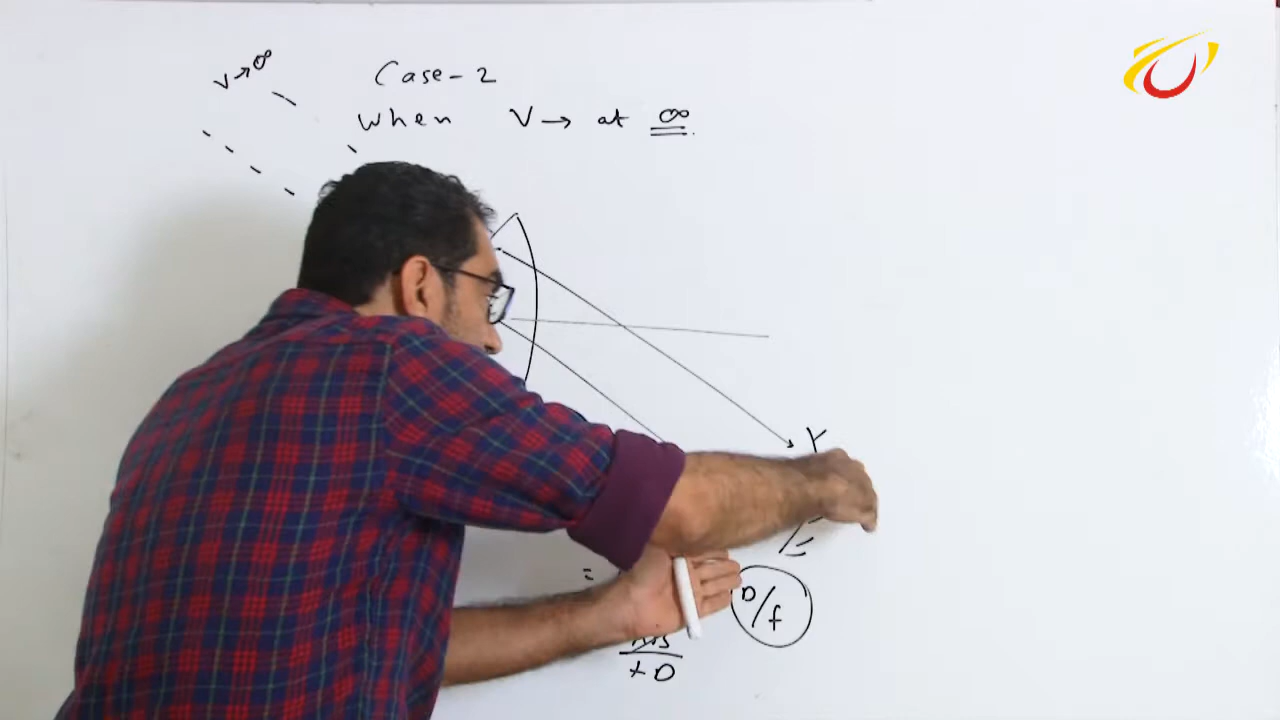 V→∞
Case-2
When V→ at ∞.
=
D/f
+D